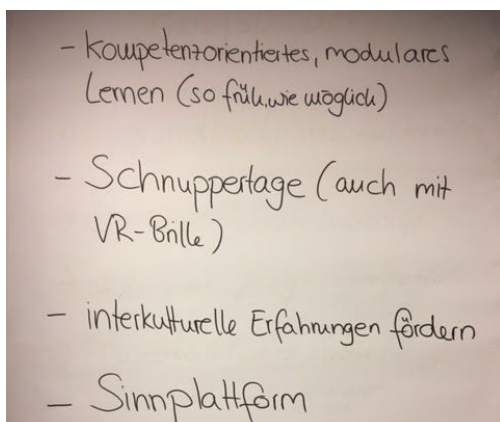 - Kompetenzorientiertes, modulares
Lernen (so früh, wie möglich)
- Schnuppertage (auch mit
VR-Brille)
- interkulturelle Erfahrungen fördern
- Sinnplattform